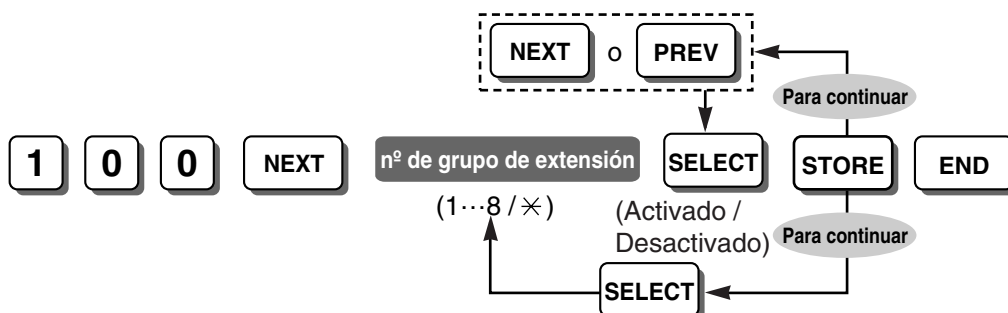 NEXT o PREV
Para continuar
1 0 0 NEXT nº de grupo de extensión SELECT STORE END
(1···8 / ✳) (Activado /
Desactivado) Para continuar
SELECT